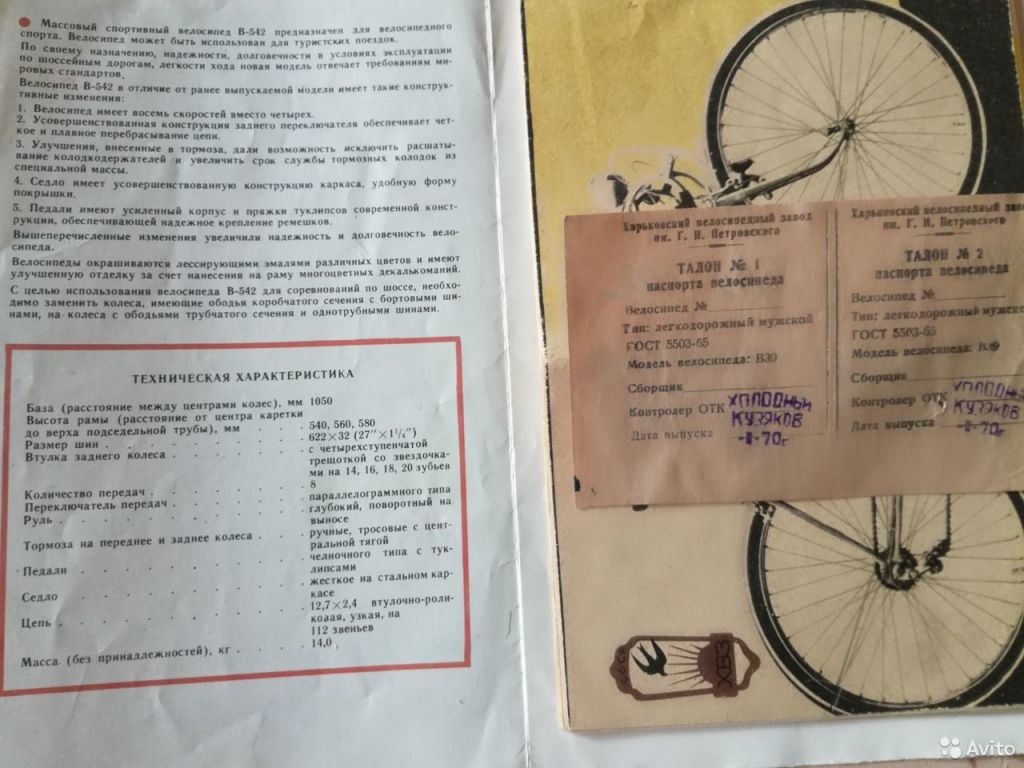 Массовый спортивный велосипед В-542 предназначен для велосипедного
спорта. Велосипед может быть использован для туристских поездок.
По своему назначению, надежности, долговечности в условиях эксплуатации
по шоссейным дорогам, легкости хода новая модель отвечает требованиям ми-
ровых стандартов.
Велосипед В-542 в отличие от ранее выпускаемой модели имеет такие конструк-
тивные изменения:
1. Велосипед имеет восемь скоростей вместо четырех.
2. Усовершенствованная конструкция заднего переключателя обеспечивает чет-
кое и плавное перебрасывание цепи.
3. Улучшения, внесенные в тормоза, дали возможность исключить расшаты-
вание колодкодержателей и увеличить срок службы тормозных колодок из
специальной массы.
4. Седло имеет усовершенствованную конструкцию каркаса, удобную форму
покрышки.
5. Педали имеют усиленный корпус и пряжки туклипсов современной конст-
рукции, обеспечивающей надежное крепление ремешков.
Вышеперечисленные изменения увеличили надежность и долговечность вело-
сипеда.
Велосипеды окрашиваются лессирующими эмалями различных цветов и имеют
улучшенную отделку за счет нанесения на раму многоцветных декалькоманий.
С целью использования велосипеда В-542 для соревнований по шоссе, необхо-
димо заменить колеса, имеющие ободья коробчатого сечения с бортовыми ши-
нами, на колеса с ободьями трубчатого сечения и однотрубными шинами.
ТЕХНИЧЕСКАЯ ХАРАКТЕРИСТИКА
База (расстояние между центрами колес), мм 1050
Высота рамы (расстояние от центра каретки
до верха подседельной трубы), мм . . . 540, 560, 580
Размер шин . . . 622×32 (27″×1¼″)
Втулка заднего колеса . . . с четырехступенчатой
трещоткой со звездочка-
ми на 14, 16, 18, 20 зубьев
Количество передач . . . 8
Переключатель передач . . . параллелограммного типа
Руль . . . глубокий, поворотный на
выносе
Тормоза на переднее и заднее колеса . . . ручные, тросовые с цент-
ральной тягой
Педали . . . челночного типа с тук-
липсами
Седло . . . жесткое на стальном кар-
касе
Цепь . . . 12,7×2,4 втулочно-роли-
ковая, узкая, на
112 звеньев
Масса (без принадлежностей), кг . . . 14,0
Харьковский велосипедный завод
им. Г. И. Петровского
ТАЛОН № 1
паспорта велосипеда
Велосипед №
Тип: легкодорожный мужской
ГОСТ 5503-65
Модель велосипеда: В39
Сборщик
Контролер ОТК ХОЛОДНЫЙ
КУЗЯКОВ
Дата выпуска -II-70г
Харьковский велосипедный заво
им. Г. И. Петровского
ТАЛОН № 2
паспорта велосипеда
Велосипед №
Тип: легкодорожный мужско
ГОСТ 5503-65
Модель велосипеда: В39
Сборщик
Контролер ОТК ХОЛОДНЫЙ
КУЗЯКОВ
Дата выпуска -II-70г
СССР
ХВЗ
Avito